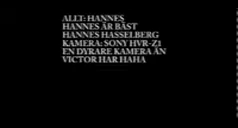 ALLT: HANNES
HANNES ÄR BÄST
HANNES HASSELBERG
KAMERA: SONY HVR-Z1
EN DYRARE KAMERA ÄN
VICTOR HAR HAHA